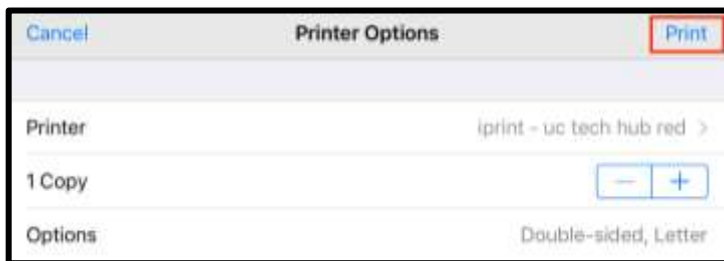 Cancel Printer Options Print
Printer iprint - uc tech hub red >
1 Copy − +
Options Double-sided, Letter